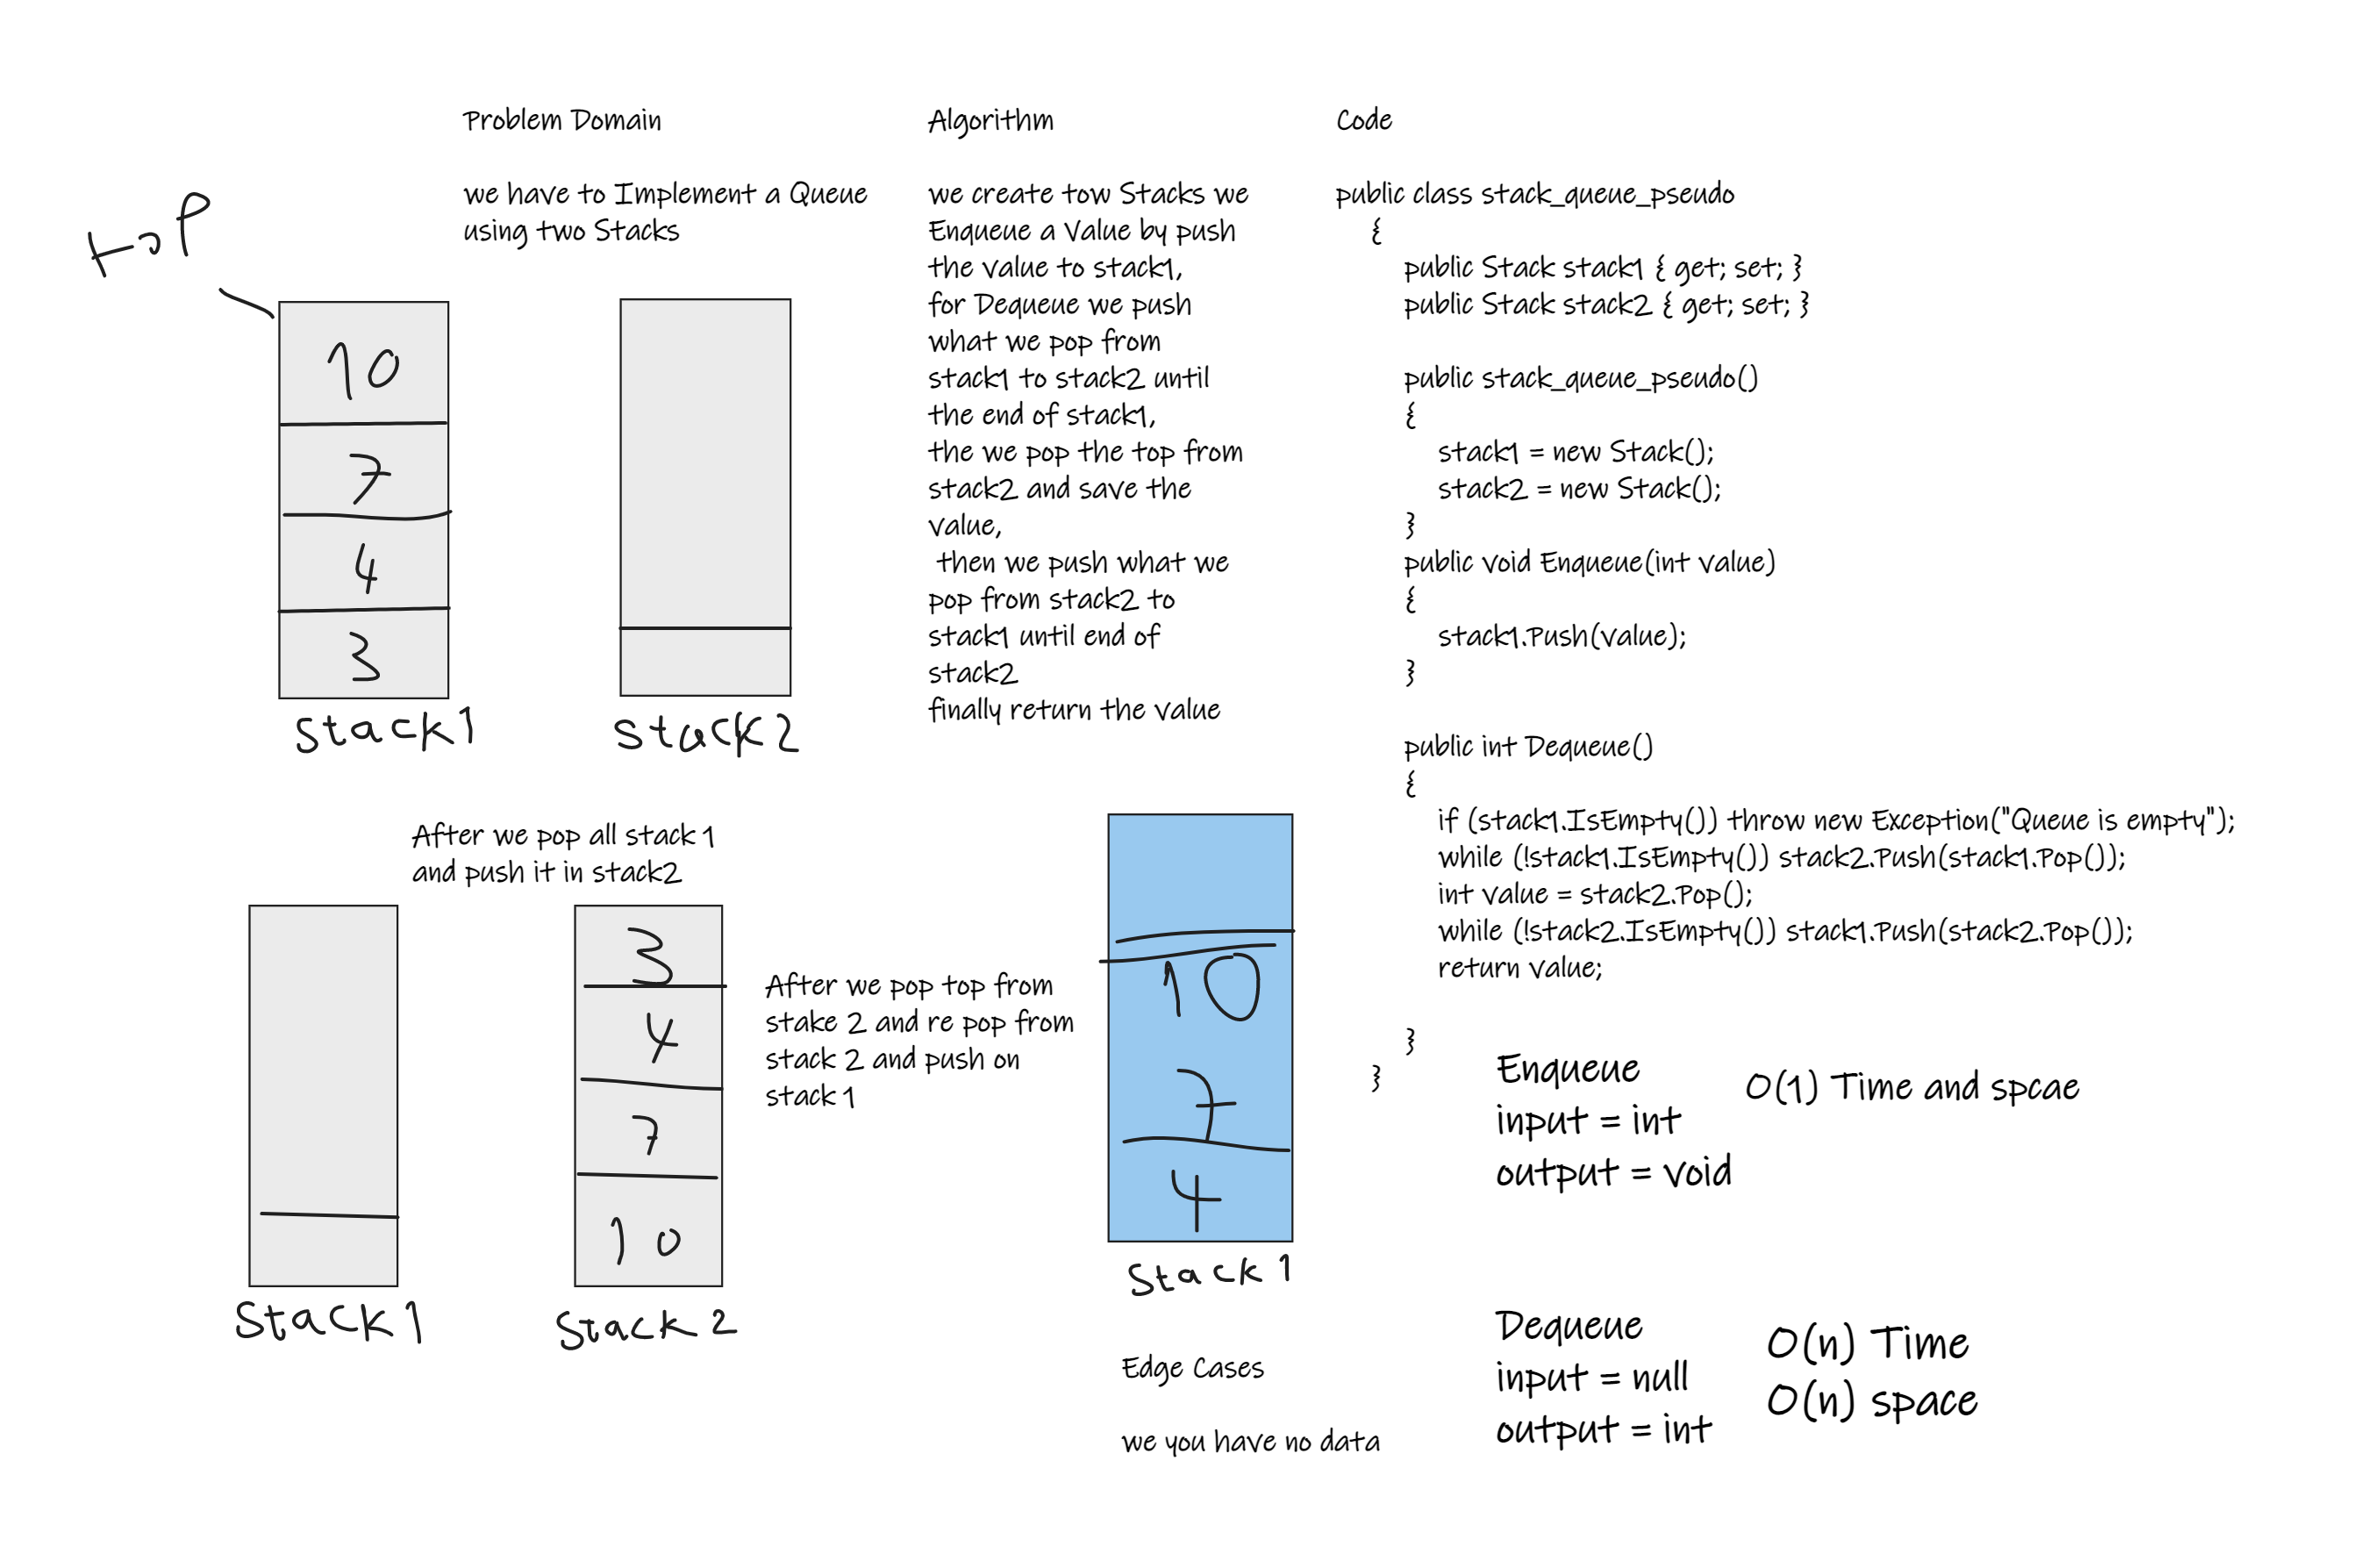 Problem Domain
we have to Implement a Queue
using two Stacks
top
10
7
4
3
Stack1
Stack2
Algorithm
we create tow Stacks we
Enqueue a Value by push
the value to stack1,
for Dequeue we push
what we pop from
stack1 to stack2 until
the end of stack1,
the we pop the top from
stack2 and save the
value,
then we push what we
pop from stack2 to
stack1 until end of
stack2
finally return the value
Code
public class stack_queue_pseudo
{
public Stack stack1 { get; set; }
public Stack stack2 { get; set; }
public stack_queue_pseudo()
{
stack1 = new Stack();
stack2 = new Stack();
}
public void Enqueue(int value)
{
stack1.Push(value);
}
public int Dequeue()
{
if (stack1.IsEmpty()) throw new Exception("Queue is empty");
while (!stack1.IsEmpty()) stack2.Push(stack1.Pop());
int value = stack2.Pop();
while (!stack2.IsEmpty()) stack1.Push(stack2.Pop());
return value;
}
}
After we pop all stack 1
and push it in stack2
Stack1
3
4
7
10
Stack 2
After we pop top from
stake 2 and re pop from
stack 2 and push on
stack 1
10
7
4
Stack 1
Edge Cases
we you have no data
Enqueue
input = int
output = void
O(1) Time and spcae
Dequeue
input = null
output = int
O(n) Time
O(n) space